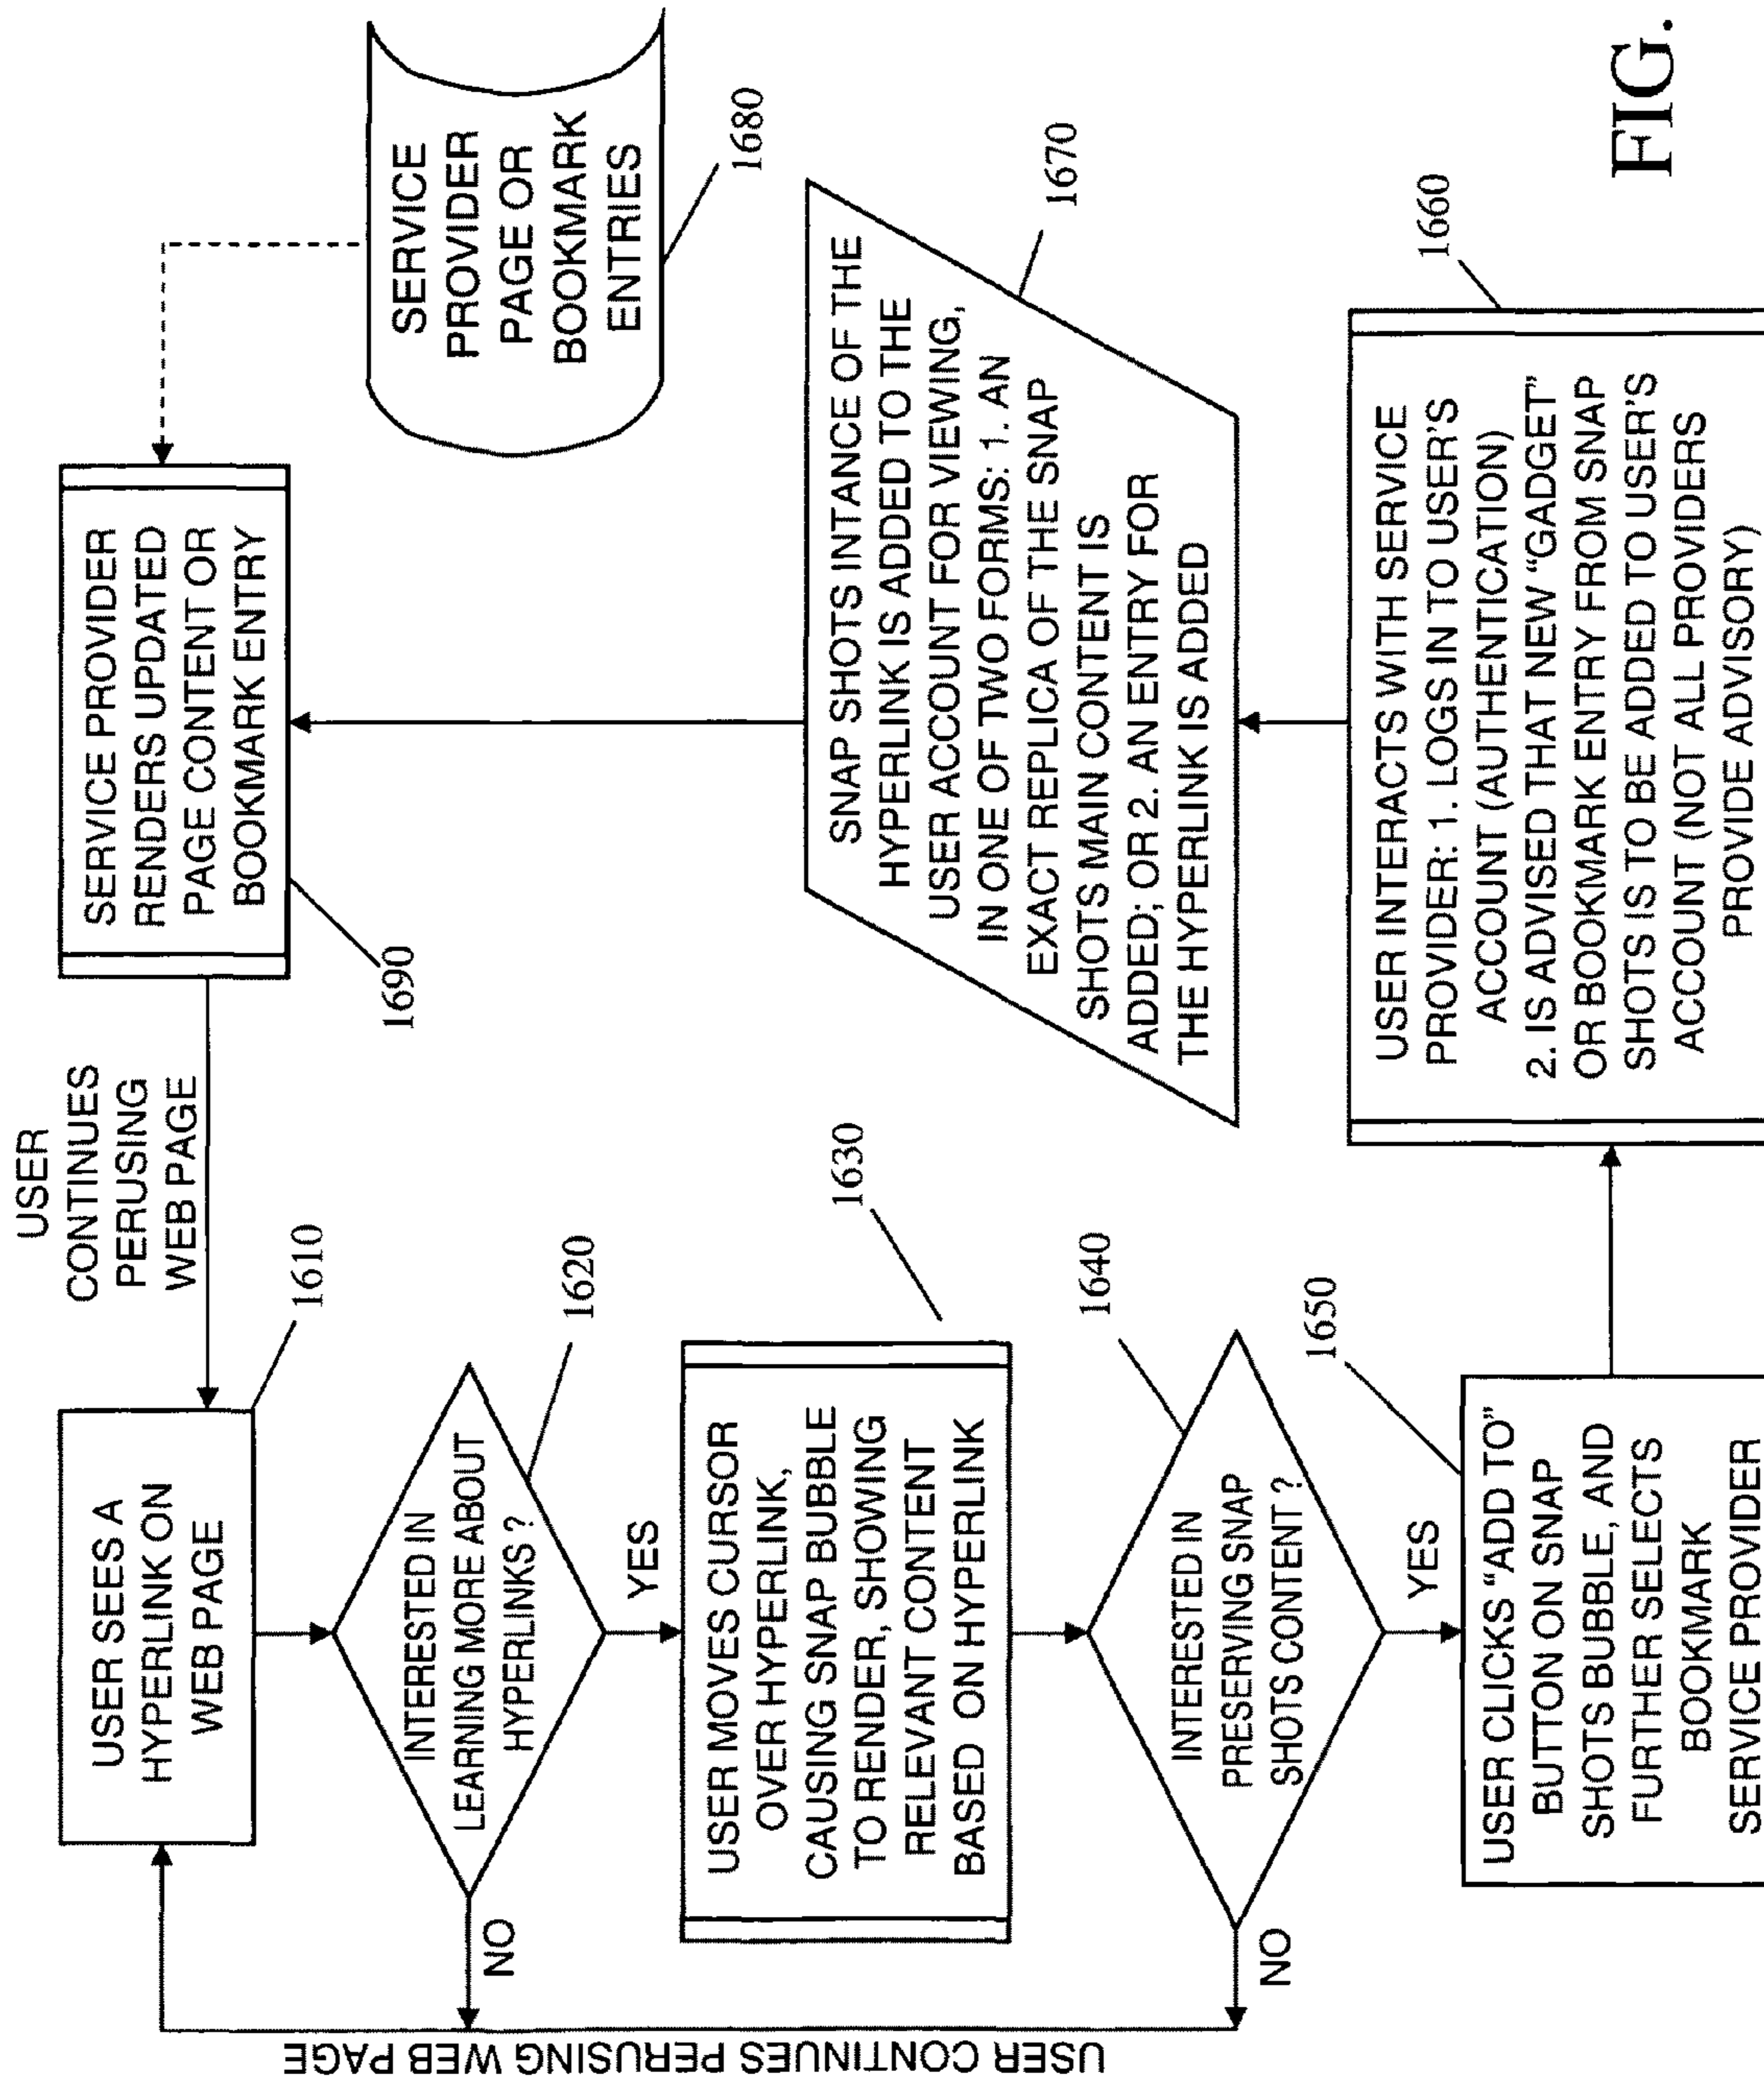 USER SEES A
HYPERLINK ON
WEB PAGE
1610
INTERESTED IN
LEARNING MORE ABOUT
HYPERLINKS ?
1620
NO
YES
USER MOVES CURSOR
OVER HYPERLINK,
CAUSING SNAP BUBBLE
TO RENDER, SHOWING
RELEVANT CONTENT
BASED ON HYPERLINK
1630
INTERESTED IN
PRESERVING SNAP
SHOTS CONTENT ?
1640
NO
YES
USER CONTINUES PERUSING WEB PAGE
USER CLICKS “ADD TO”
BUTTON ON SNAP
SHOTS BUBBLE, AND
FURTHER SELECTS
BOOKMARK
SERVICE PROVIDER
1650
USER INTERACTS WITH SERVICE
PROVIDER: 1. LOGS IN TO USER'S
ACCOUNT (AUTHENTICATION)
2. IS ADVISED THAT NEW “GADGET”
OR BOOKMARK ENTRY FROM SNAP
SHOTS IS TO BE ADDED TO USER'S
ACCOUNT (NOT ALL PROVIDERS
PROVIDE ADVISORY)
1660
SNAP SHOTS INTANCE OF THE
HYPERLINK IS ADDED TO THE
USER ACCOUNT FOR VIEWING,
IN ONE OF TWO FORMS: 1. AN
EXACT REPLICA OF THE SNAP
SHOTS MAIN CONTENT IS
ADDED; OR 2. AN ENTRY FOR
THE HYPERLINK IS ADDED
1670
SERVICE
PROVIDER
PAGE OR
BOOKMARK
ENTRIES
1680
SERVICE PROVIDER
RENDERS UPDATED
PAGE CONTENT OR
BOOKMARK ENTRY
1690
USER
CONTINUES
PERUSING
WEB PAGE
FIG.